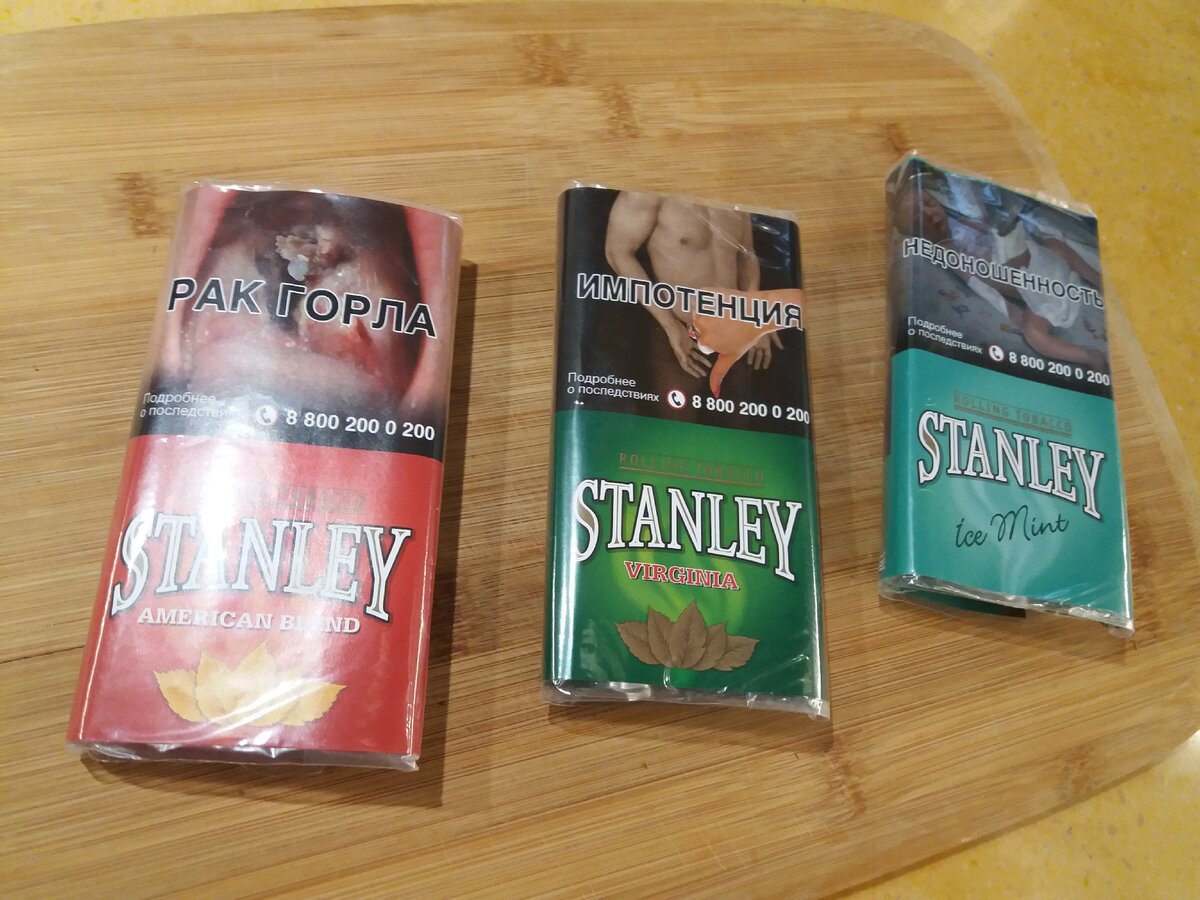 РАК ГОРЛА
Подробнее
о последствиях
8 800 200 0 200
STANLEY
AMERICAN BLEND
ИМПОТЕНЦИЯ
Подробнее
о последствиях
8 800 200 0 200
ROLLING TOBACCO
STANLEY
VIRGINIA
НЕДОНОШЕННОСТЬ
Подробнее
о последствиях
8 800 200 0 200
ROLLING TOBACCO
STANLEY
ice Mint